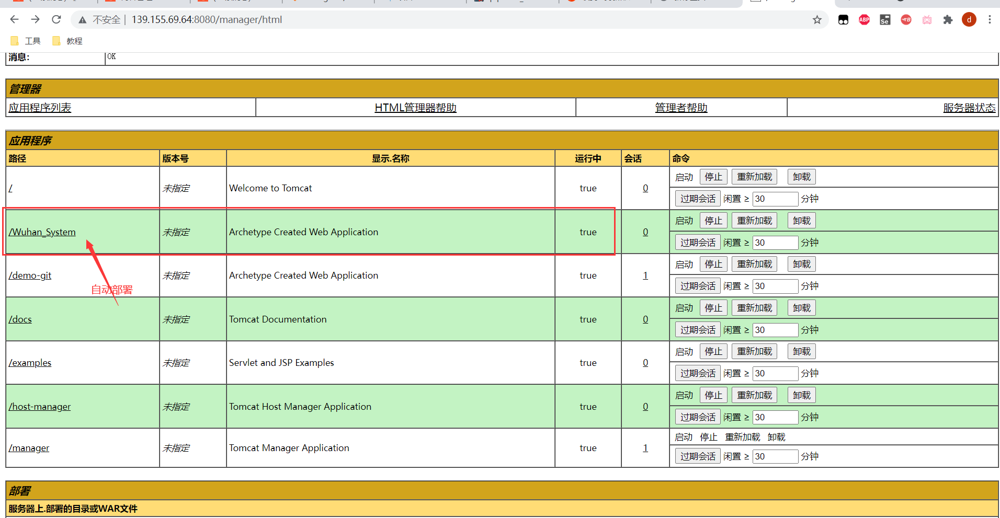 不安全 139.155.69.64:8080/manager/html
工具 教程
消息: OK
管理器
应用程序列表 HTML管理器帮助 管理者帮助 服务器状态
应用程序
路径 版本号 显示.名称 运行中 会话 命令
/ 未指定 Welcome to Tomcat true 0 启动 停止 重新加载 卸载
过期会话 闲置 ≥ 30 分钟
/Wuhan_System 未指定 Archetype Created Web Application true 0 启动 停止 重新加载 卸载
过期会话 闲置 ≥ 30 分钟
/demo-git 未指定 Archetype Created Web Application true 1 启动 停止 重新加载 卸载
过期会话 闲置 ≥ 30 分钟
自动部署
/docs 未指定 Tomcat Documentation true 0 启动 停止 重新加载 卸载
过期会话 闲置 ≥ 30 分钟
/examples 未指定 Servlet and JSP Examples true 0 启动 停止 重新加载 卸载
过期会话 闲置 ≥ 30 分钟
/host-manager 未指定 Tomcat Host Manager Application true 0 启动 停止 重新加载 卸载
过期会话 闲置 ≥ 30 分钟
/manager 未指定 Tomcat Manager Application true 1 启动 停止 重新加载 卸载
过期会话 闲置 ≥ 30 分钟
部署
服务器上.部署的目录或WAR文件